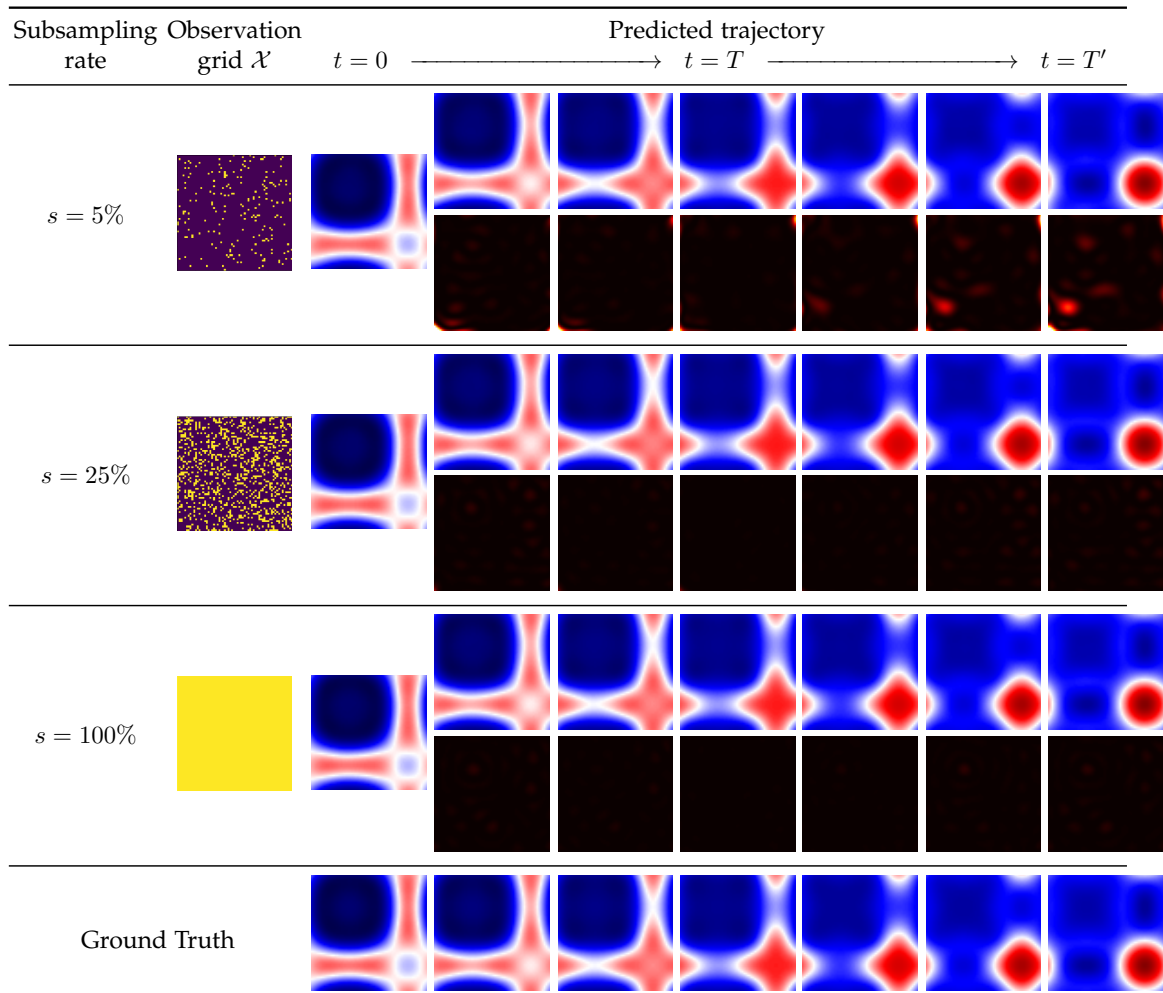 Subsampling Observation Predicted trajectory
rate grid 𝒳 t = 0 ⟶ t = T ⟶ t = T′
s = 5%
s = 25%
s = 100%
Ground Truth